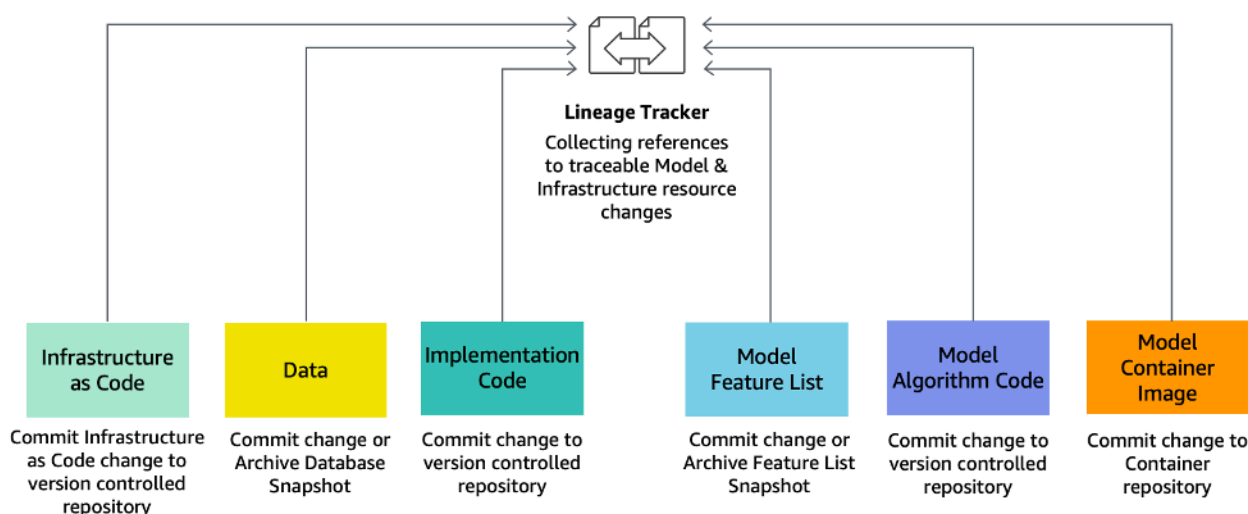 Lineage Tracker
Collecting references
to traceable Model &
Infrastructure resource
changes
Infrastructure
as Code
Commit Infrastructure
as Code change to
version controlled
repository
Data
Commit change or
Archive Database
Snapshot
Implementation
Code
Commit change to
version controlled
repository
Model
Feature List
Commit change or
Archive Feature List
Snapshot
Model
Algorithm Code
Commit change to
version controlled
repository
Model
Container
Image
Commit change to
Container
repository